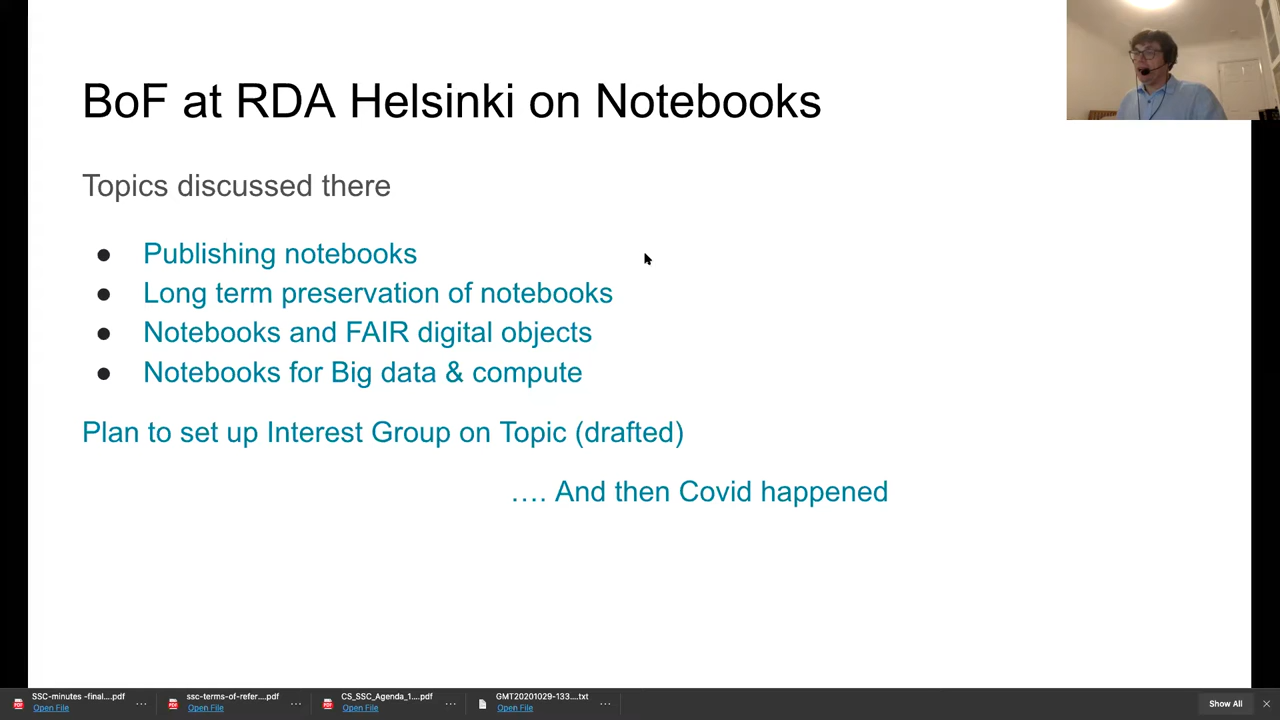 BoF at RDA Helsinki on Notebooks
Topics discussed there
● Publishing notebooks
● Long term preservation of notebooks
● Notebooks and FAIR digital objects
● Notebooks for Big data & compute
Plan to set up Interest Group on Topic (drafted)
…. And then Covid happened
SSC-minutes -final....pdf
Open File
ssc-terms-of-refer....pdf
Open File
CS_SSC_Agenda_1....pdf
Open File
GMT20201029-133....txt
Open File
Show All